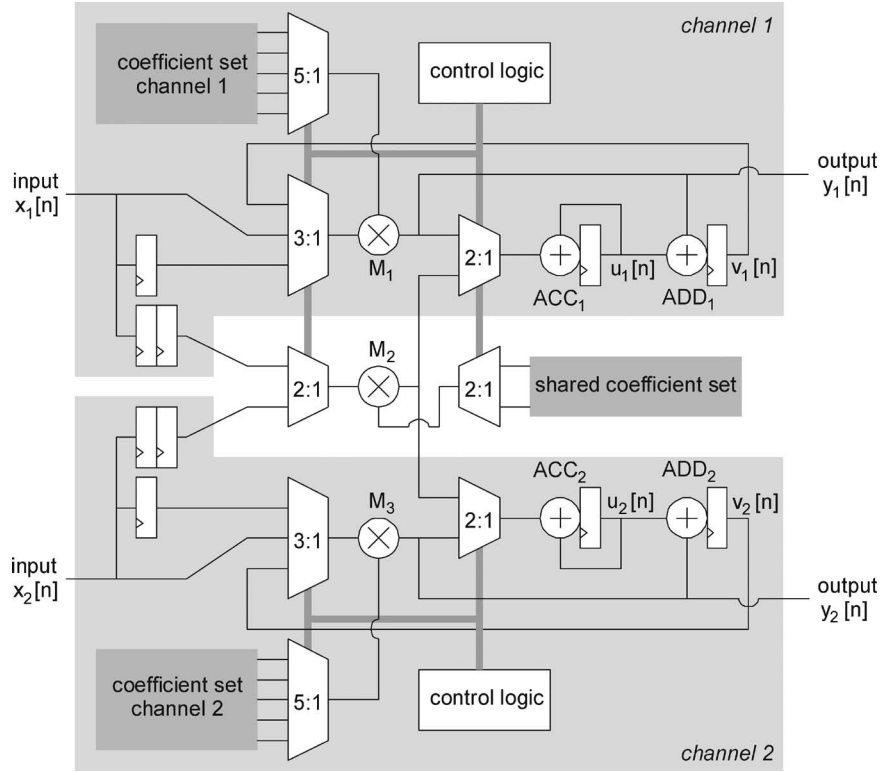 channel 1
coefficient set
channel 1
5:1
control logic
input
x1[n]
output
y1[n]
3:1
M1
2:1
ACC1
u1[n]
ADD1
v1[n]
2:1
M2
2:1
shared coefficient set
M3
ACC2
u2[n]
ADD2
v2[n]
3:1
2:1
input
x2[n]
output
y2[n]
coefficient set
channel 2
5:1
control logic
channel 2